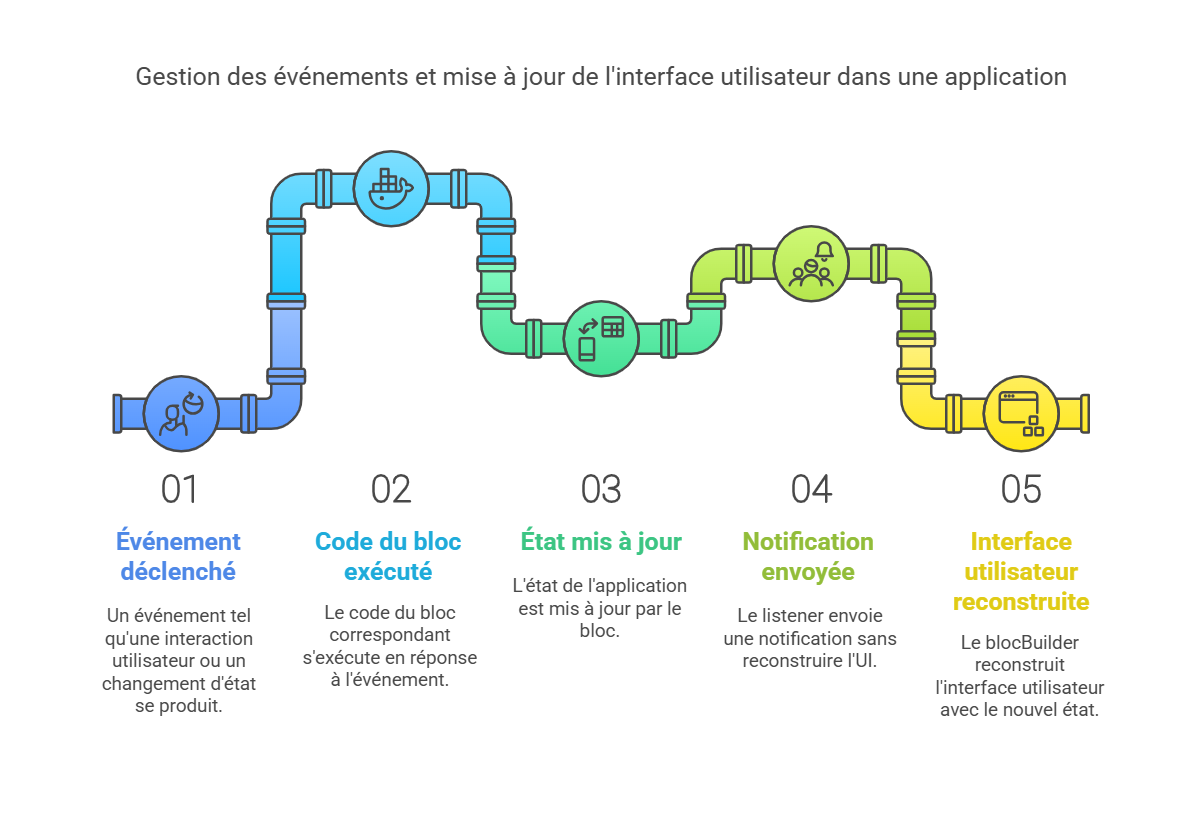 Gestion des événements et mise à jour de l'interface utilisateur dans une application
01
Événement
déclenché
Un événement tel
qu'une interaction
utilisateur ou un
changement d'état
se produit.
02
Code du bloc
exécuté
Le code du bloc
correspondant
s'exécute en réponse
à l'événement.
03
État mis à jour
L'état de l'application
est mis à jour par le
bloc.
04
Notification
envoyée
Le listener envoie
une notification sans
reconstruire l'UI.
05
Interface
utilisateur
reconstruite
Le blocBuilder
reconstruit
l'interface utilisateur
avec le nouvel état.